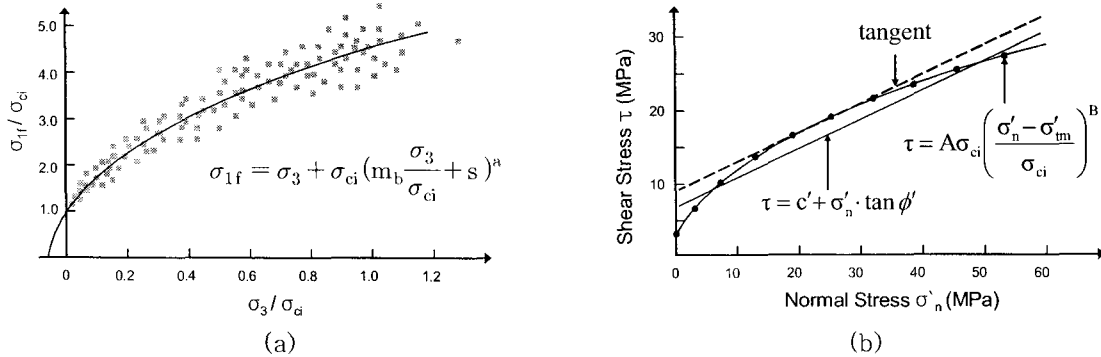 5.0
4.0
3.0
2.0
1.0
σ1f / σci
σ1f = σ3 + σci(mb σ3/σci + s)^a
0 0.2 0.4 0.6 0.8 1.0 1.2
σ3 / σci
(a)
30
20
10
0
Shear Stress τ (MPa)
tangent
τ = Aσci((σ'n − σ'tm)/σci)^B
τ = c' + σ'n · tan ϕ'
0 10 20 30 40 50 60
Normal Stress σ`n (MPa)
(b)